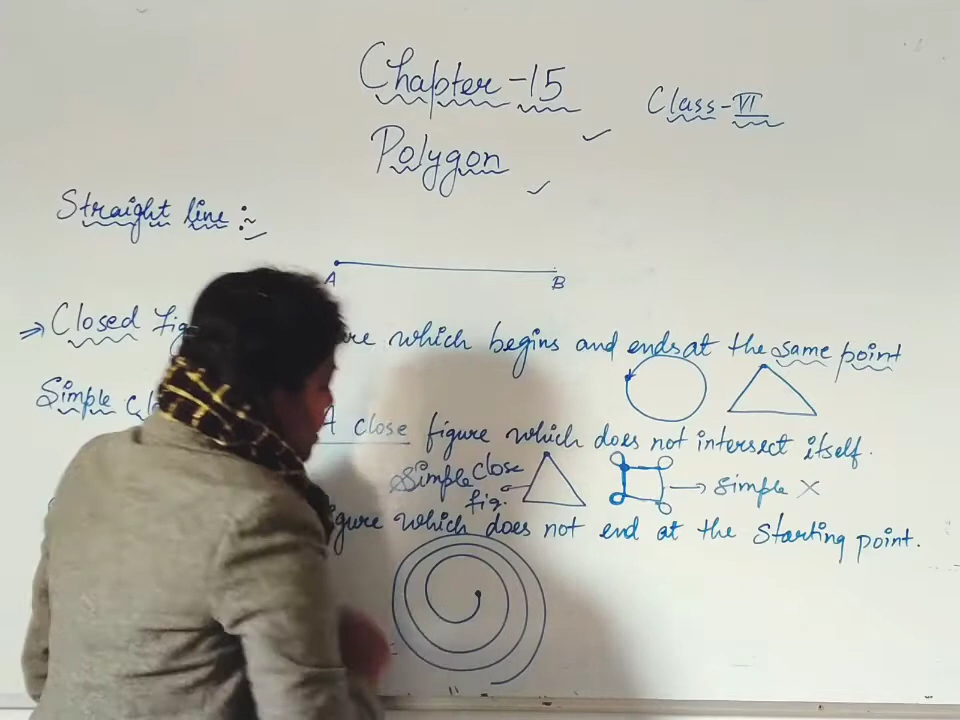 Chapter-15
Class-VI
Polygon
Straight line :~
A B
⇒ Closed fig
which begins and ends at the same point
Simple
A close figure which does not intersect itself.
Simple close fig. → Simple ×
which does not end at the starting point.